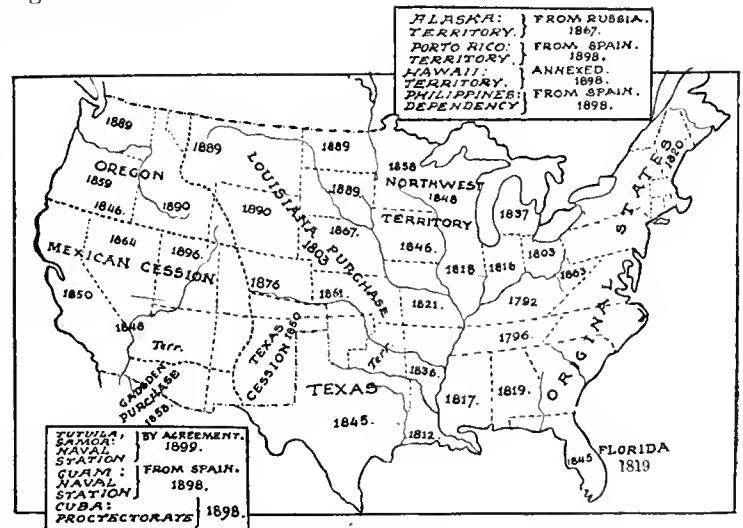 ALASKA: } FROM RUSSIA.
TERRITORY. } 1867.
PORTO RICO: } FROM SPAIN.
TERRITORY. } 1898.
HAWAII: } ANNEXED.
TERRITORY. } 1898.
PHILIPPINES: } FROM SPAIN.
DEPENDENCY } 1898.
1889
1889
1889
OREGON
1859
1846.
1890
LOUISIANA PURCHASE
1803
1890
1889.
1867.
1858
NORTHWEST
1848
TERRITORY
1837
1846.
1820.
ORIGINAL STATES
1864
1896.
MEXICAN CESSION
1850
1848
Terr.
1876
1861.
1821.
1818
1816
1803
1863
1792
1796.
GADSDEN
PURCHASE
1853.
TEXAS
CESSION 1850
Terr.
1836.
TEXAS
1845.
1812.
1817.
1819.
1845
FLORIDA
1819
TUTUILA, } BY AGREEMENT.
SAMOA: } 1899.
NAVAL
STATION
GUAM: } FROM SPAIN.
NAVAL } 1898.
STATION
CUBA: } 1898.
PROCTECTORATE